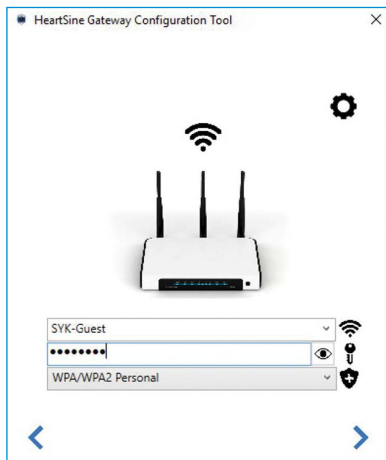 HeartSine Gateway Configuration Tool
SYK-Guest
••••••••
WPA/WPA2 Personal